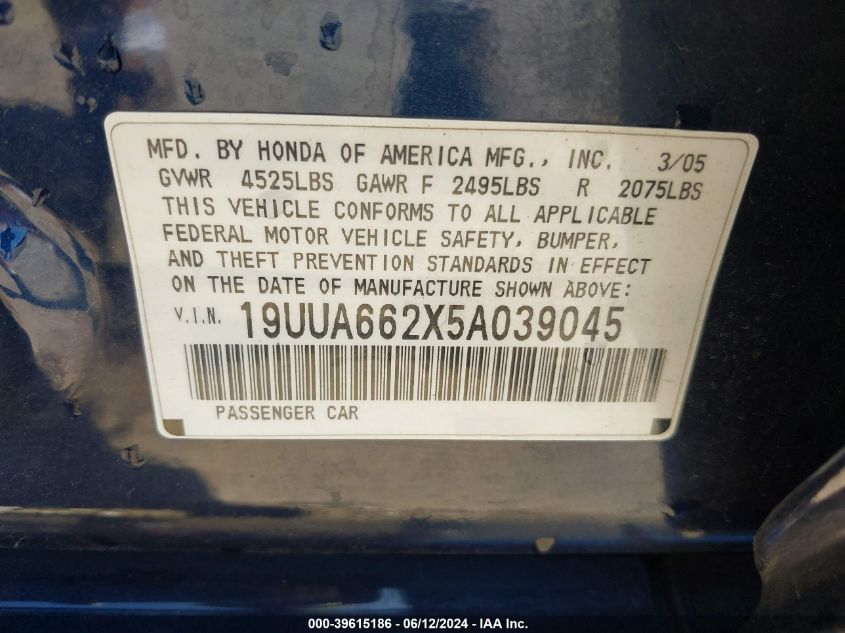 MFD. BY HONDA OF AMERICA MFG., INC. 3/05
GVWR 4525LBS GAWR F 2495LBS R 2075LBS
THIS VEHICLE CONFORMS TO ALL APPLICABLE
FEDERAL MOTOR VEHICLE SAFETY, BUMPER,
AND THEFT PREVENTION STANDARDS IN EFFECT
ON THE DATE OF MANUFACTURE SHOWN ABOVE:
V.I.N. 19UUA662X5A039045
PASSENGER CAR
000-39615186 - 06/12/2024 - IAA Inc.